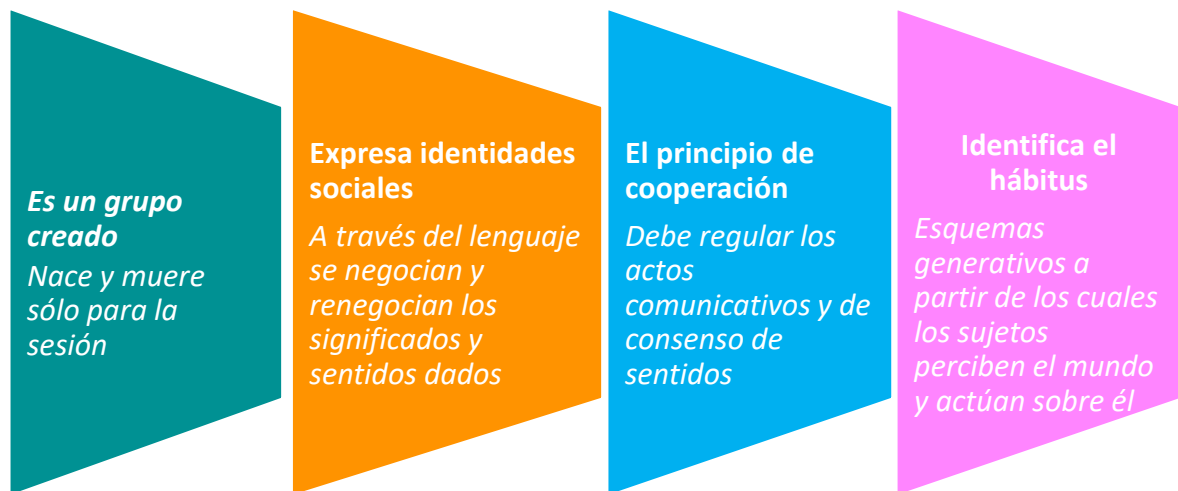 Es un grupo
creado
Nace y muere
sólo para la
sesión
Expresa identidades
sociales
A través del lenguaje
se negocian y
renegocian los
significados y
sentidos dados
El principio de
cooperación
Debe regular los
actos
comunicativos y de
consenso de
sentidos
Identifica el
hábitus
Esquemas
generativos a
partir de los cuales
los sujetos
perciben el mundo
y actúan sobre él